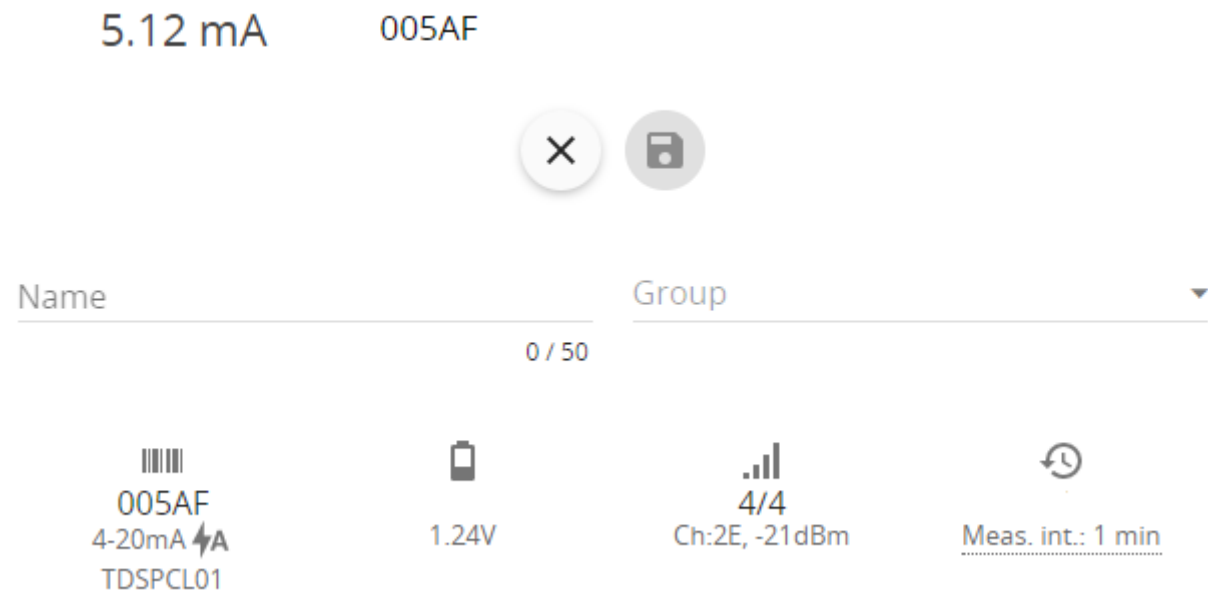 5.12 mA 005AF
Name
Group
0 / 50
005AF
4-20mA A
TDSPCL01
1.24V
4/4
Ch:2E, -21dBm
Meas. int.: 1 min